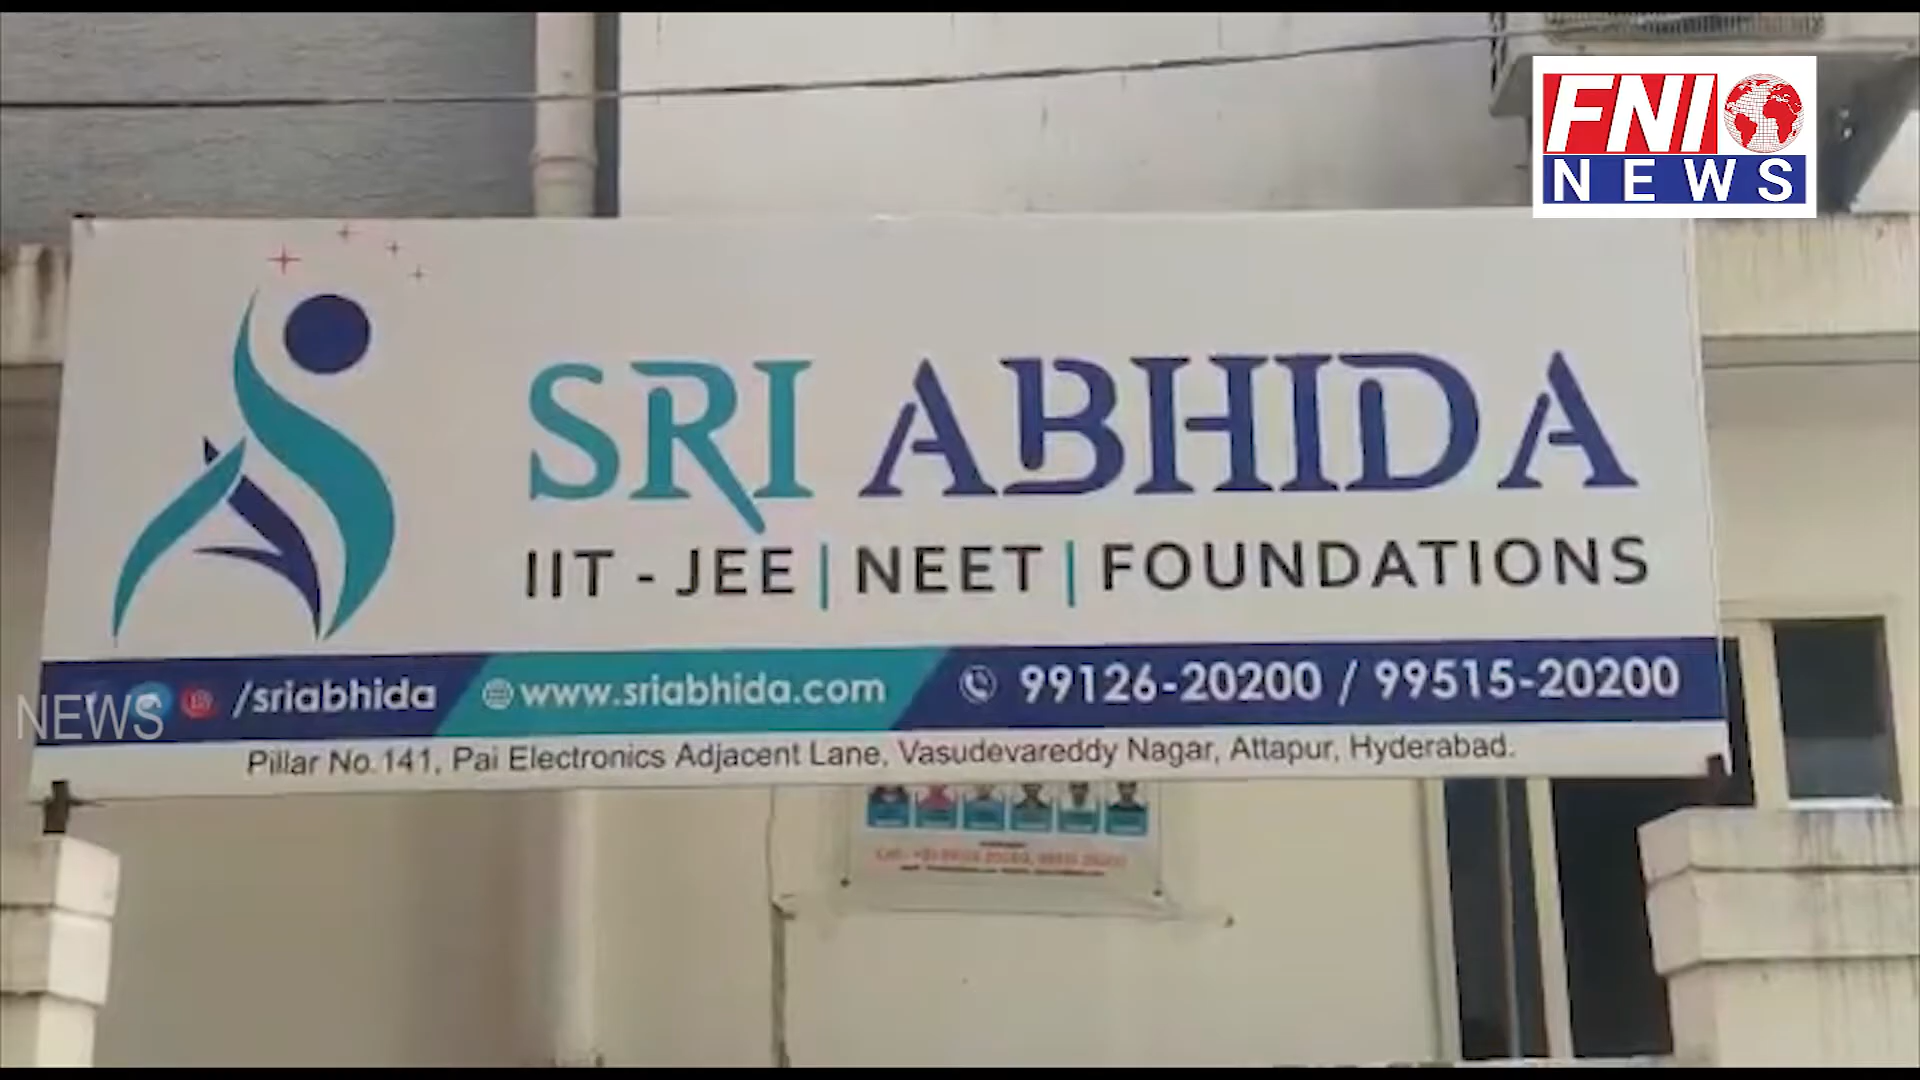 FNI
NEWS
SRI ABHIDA
IIT - JEE | NEET | FOUNDATIONS
/sriabhida www.sriabhida.com 99126-20200 / 99515-20200
NEWS
Pillar No.141, Pai Electronics Adjacent Lane, Vasudevareddy Nagar, Attapur, Hyderabad.